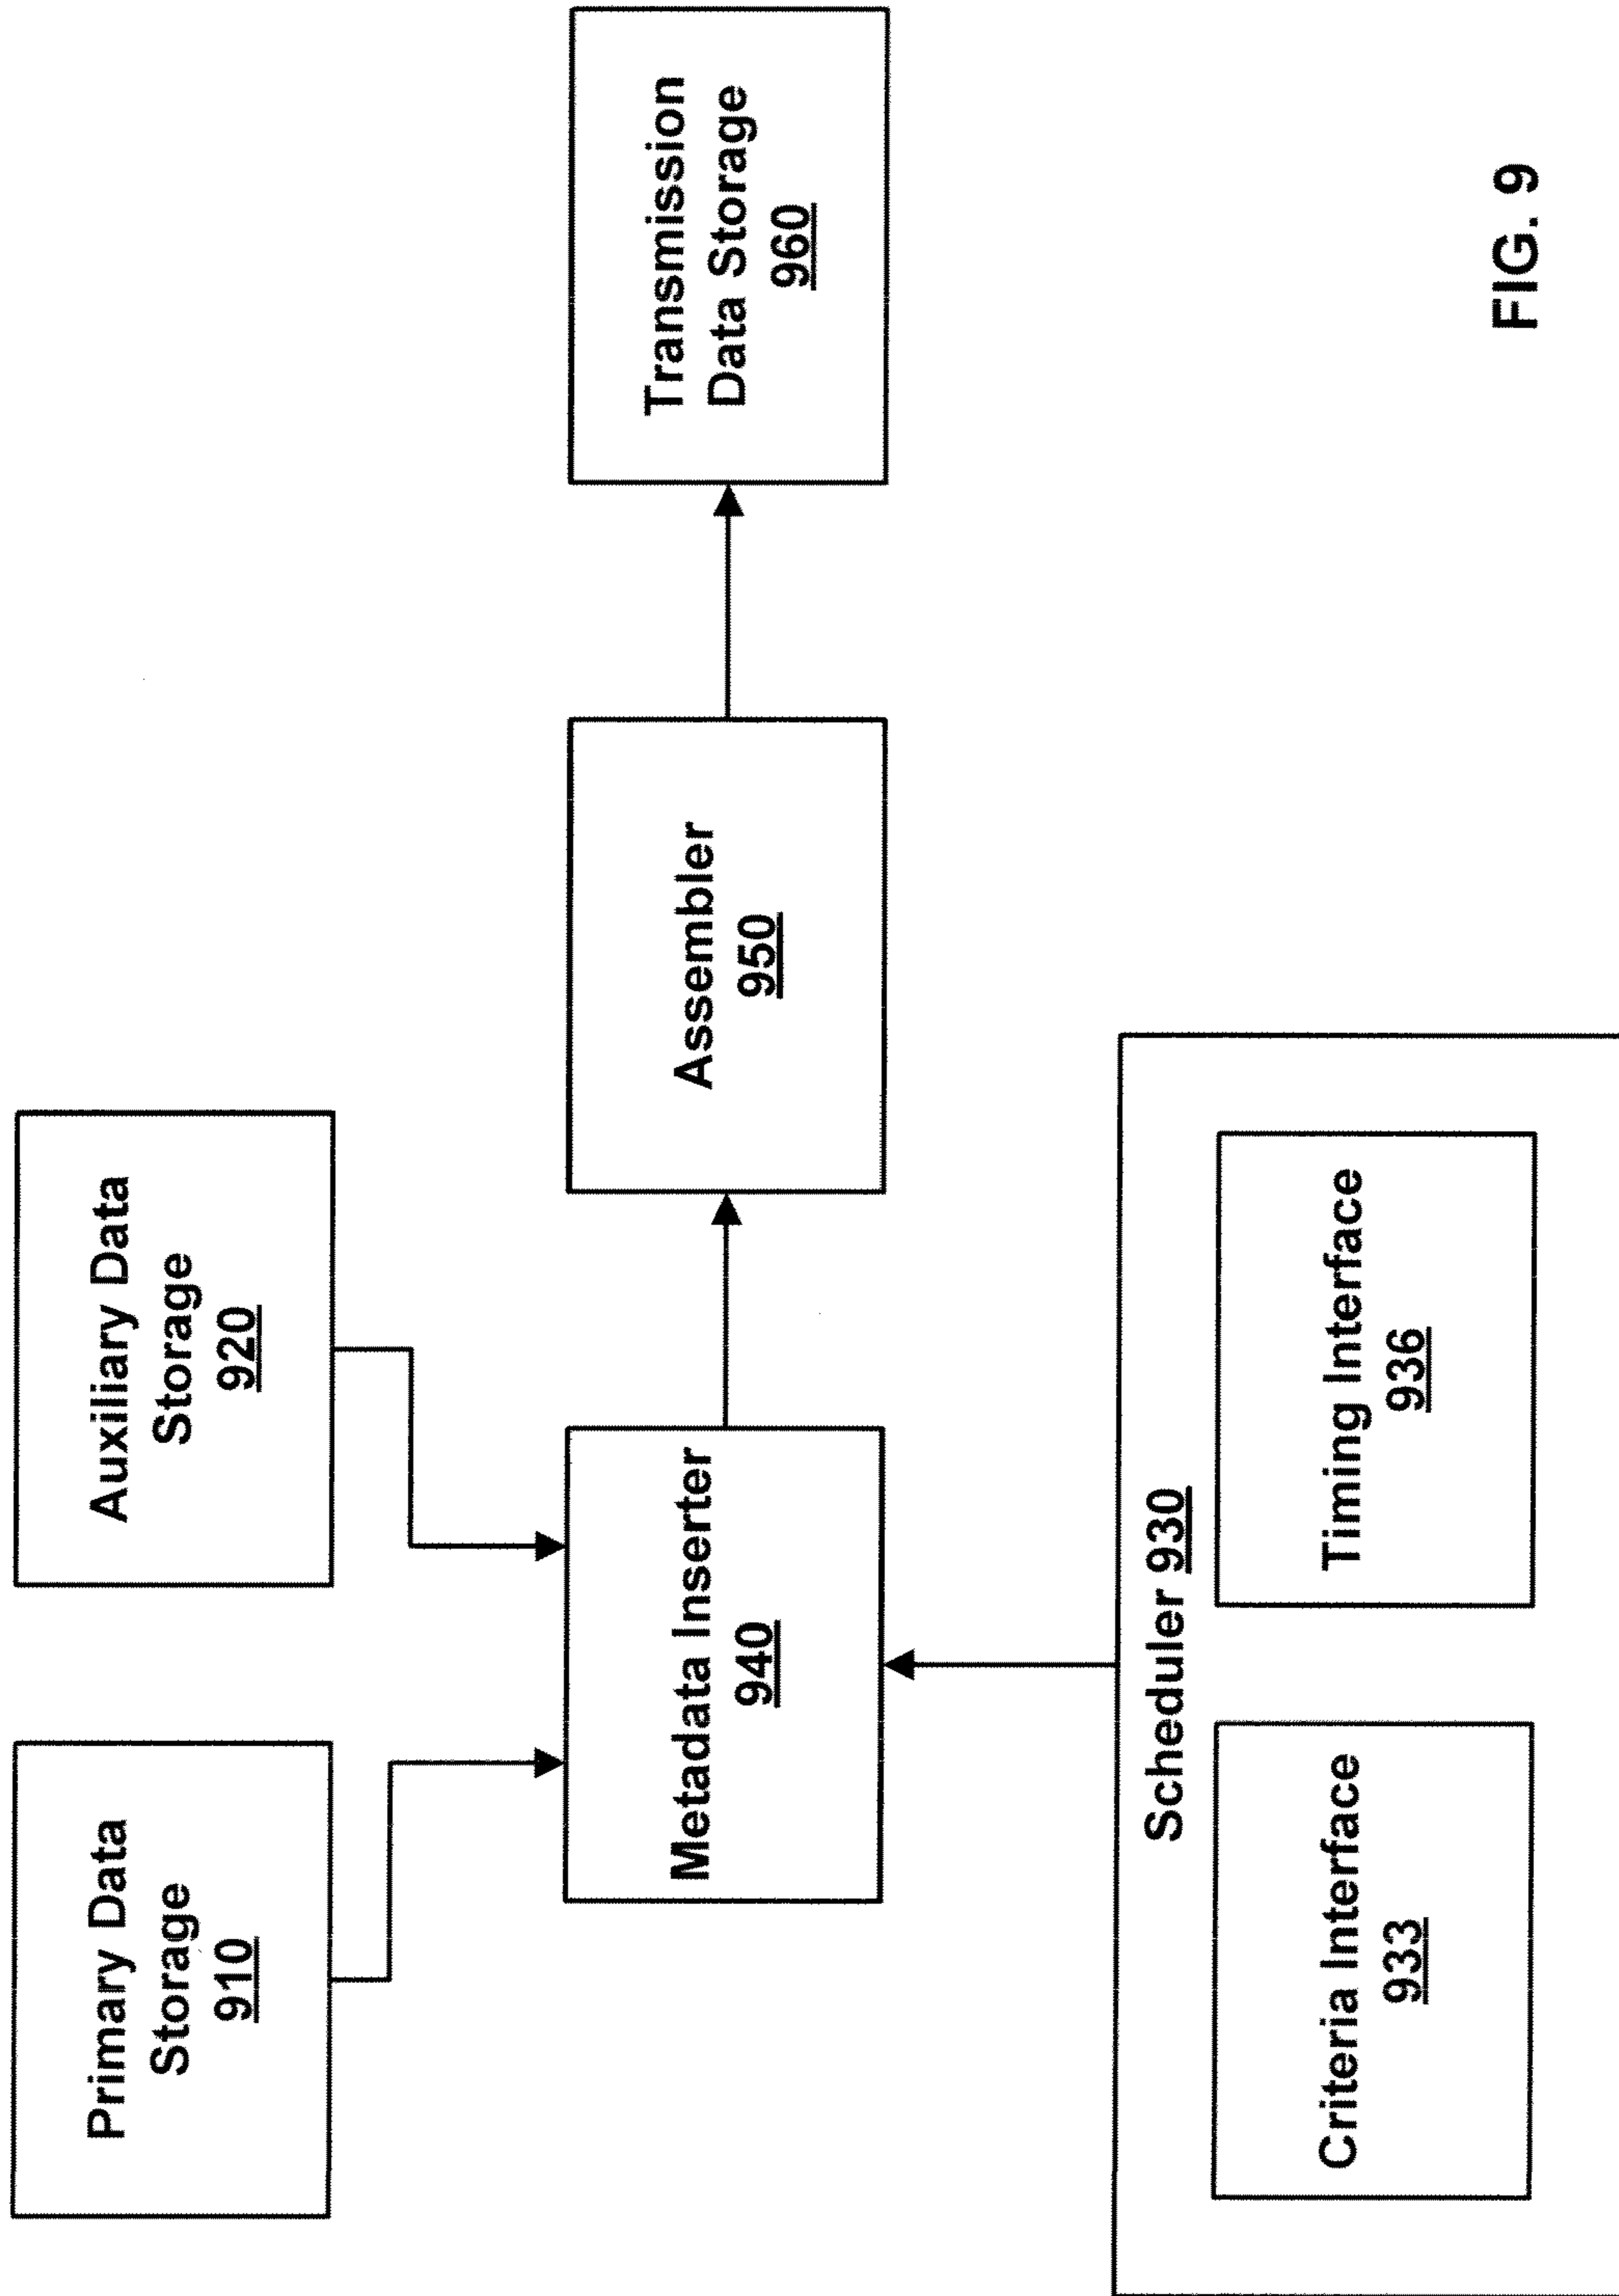 Primary Data
Storage
910
Auxiliary Data
Storage
920
Metadata Inserter
940
Assembler
950
Transmission
Data Storage
960
Scheduler 930
Criteria Interface
933
Timing Interface
936
FIG. 9